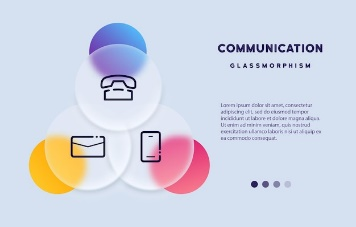 COMMUNICATION
GLASSMORPHISM
Lorem ipsum dolor sit amet, consectetur
adipiscing elit, sed do eiusmod tempor
incididunt ut labore et dolore magna aliqua.
Ut enim ad minim veniam, quis nostrud
exercitation ullamco laboris nisi ut aliquip ex
ea commodo consequat.